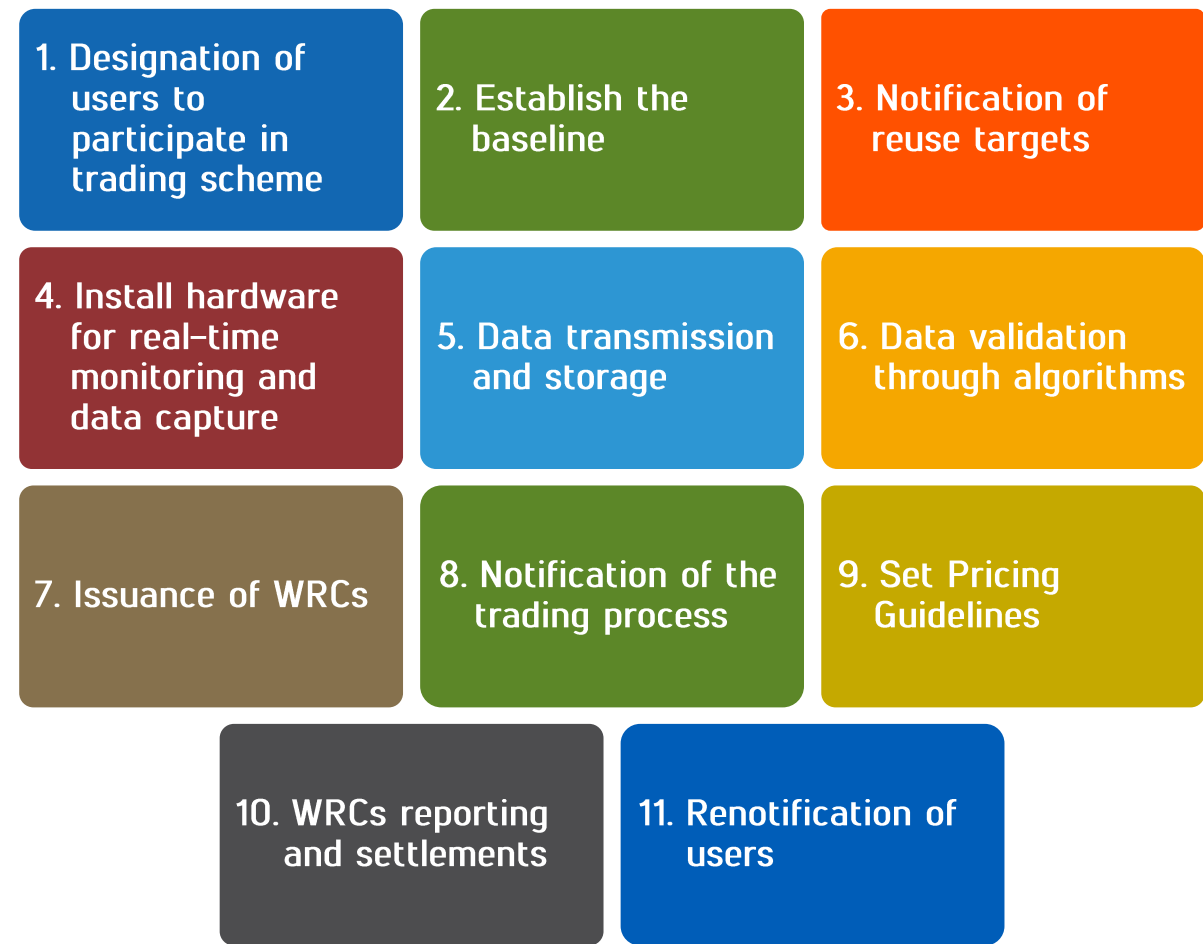 1. Designation of
users to
participate in
trading scheme
2. Establish the
baseline
3. Notification of
reuse targets
4. Install hardware
for real-time
monitoring and
data capture
5. Data transmission
and storage
6. Data validation
through algorithms
7. Issuance of WRCs
8. Notification of the
trading process
9. Set Pricing
Guidelines
10. WRCs reporting
and settlements
11. Renotification of
users